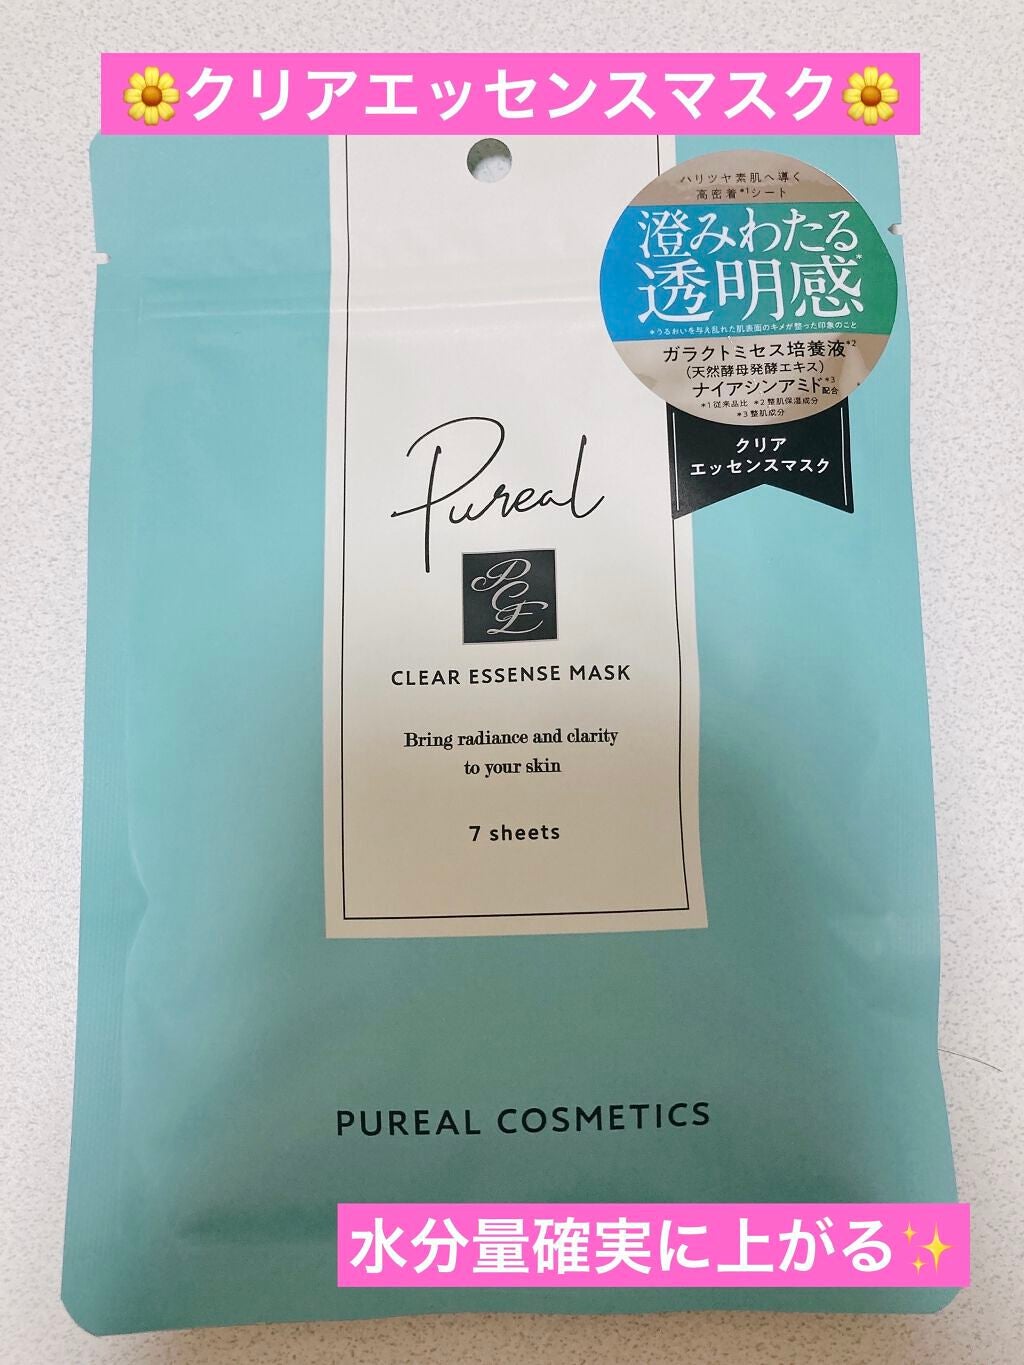 🌼クリアエッセンスマスク🌼
ハリツヤ素肌へ導く
高密着*1シート
澄みわたる
透明感*
*うるおいを与え乱れた肌表面のキメが整った印象のこと
ガラクトミセス培養液*2
(天然酵母発酵エキス)
ナイアシンアミド*3配合
*1従来品比 *2整肌保湿成分
*3整肌成分
クリア
エッセンスマスク
Pureal
PCE
CLEAR ESSENSE MASK
Bring radiance and clarity
to your skin
7 sheets
PUREAL COSMETICS
水分量確実に上がる✨